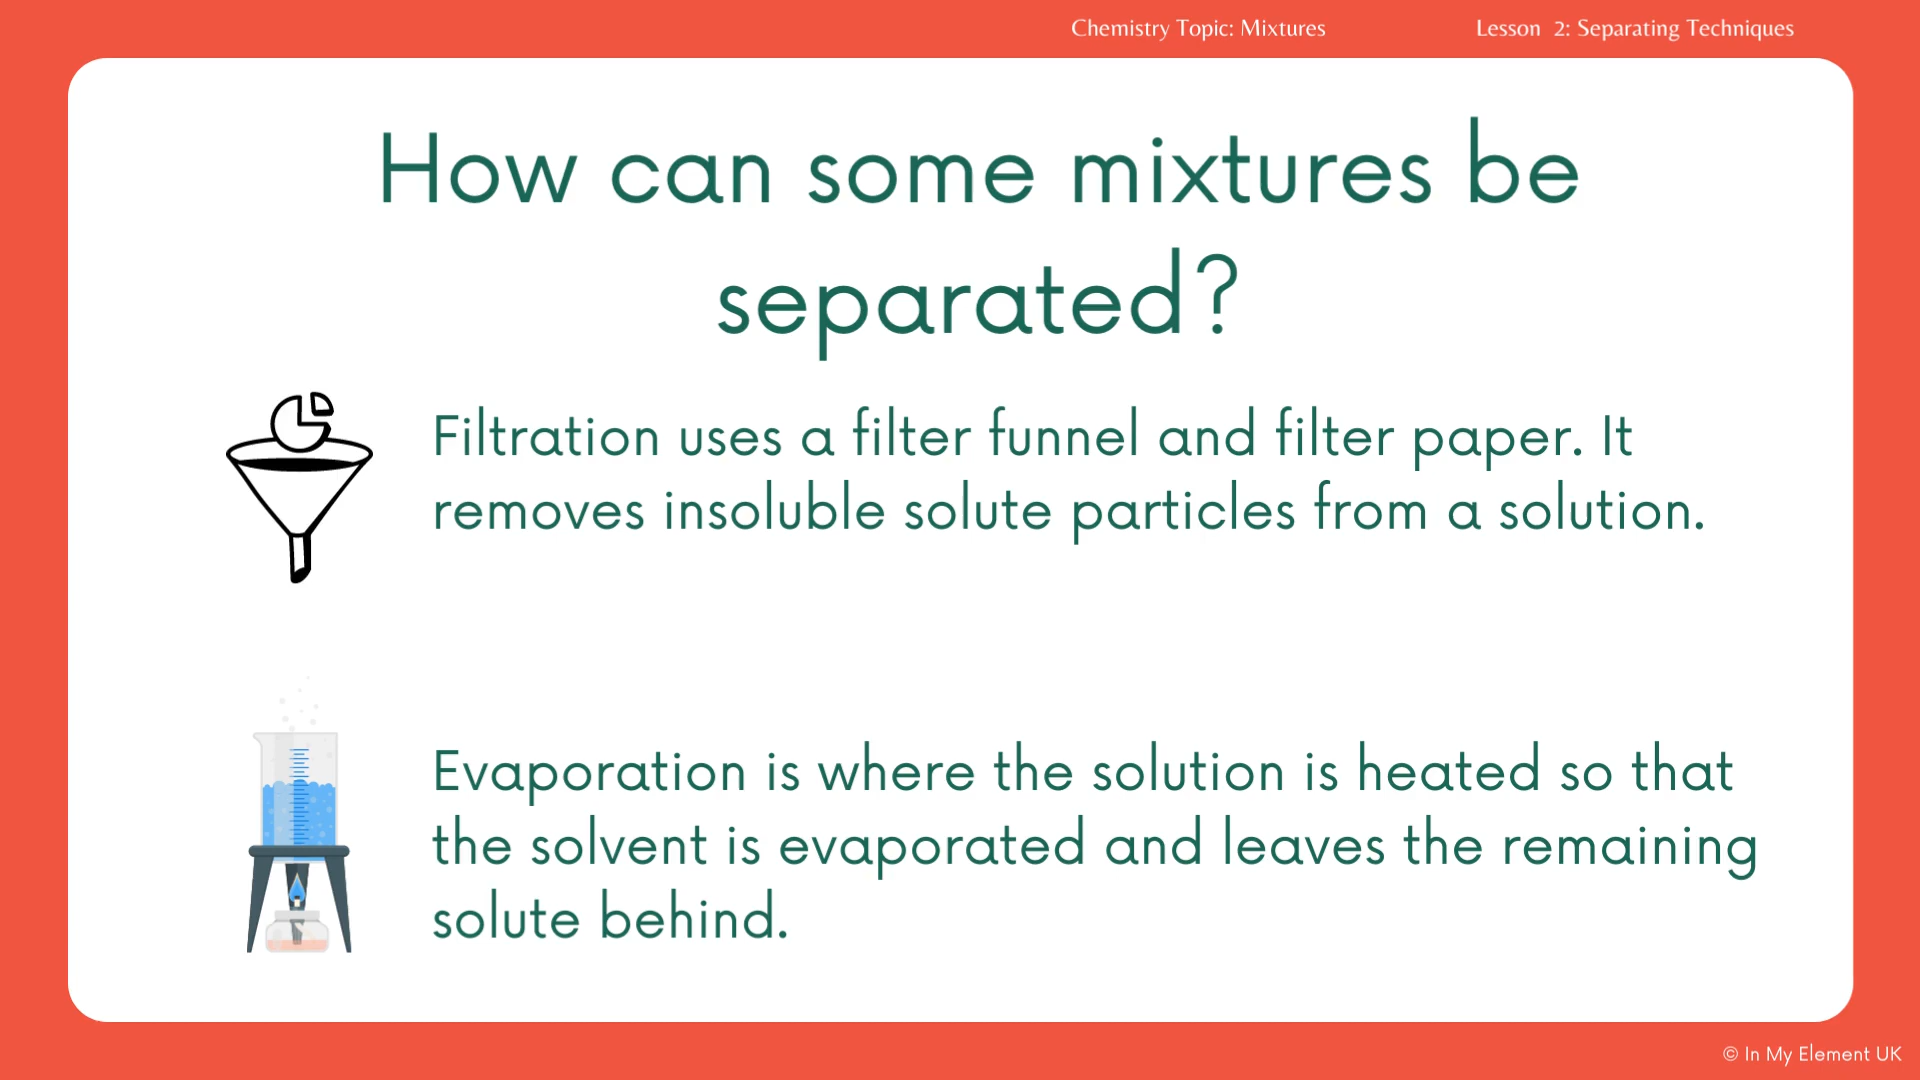 Chemistry Topic: Mixtures
Lesson 2: Separating Techniques
How can some mixtures be
separated?
Filtration uses a filter funnel and filter paper. It
removes insoluble solute particles from a solution.
Evaporation is where the solution is heated so that
the solvent is evaporated and leaves the remaining
solute behind.
© In My Element UK